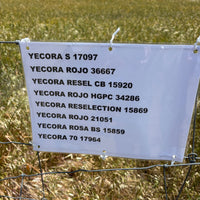 YECORA S 17097
YECORA ROJO 36667
YECORA RESEL CB 15920
YECORA ROJO HGPC 34286
YECORA RESELECTION 15869
YECORA ROJO 21051
YECORA ROSA BS 15859
YECORA 70 17964